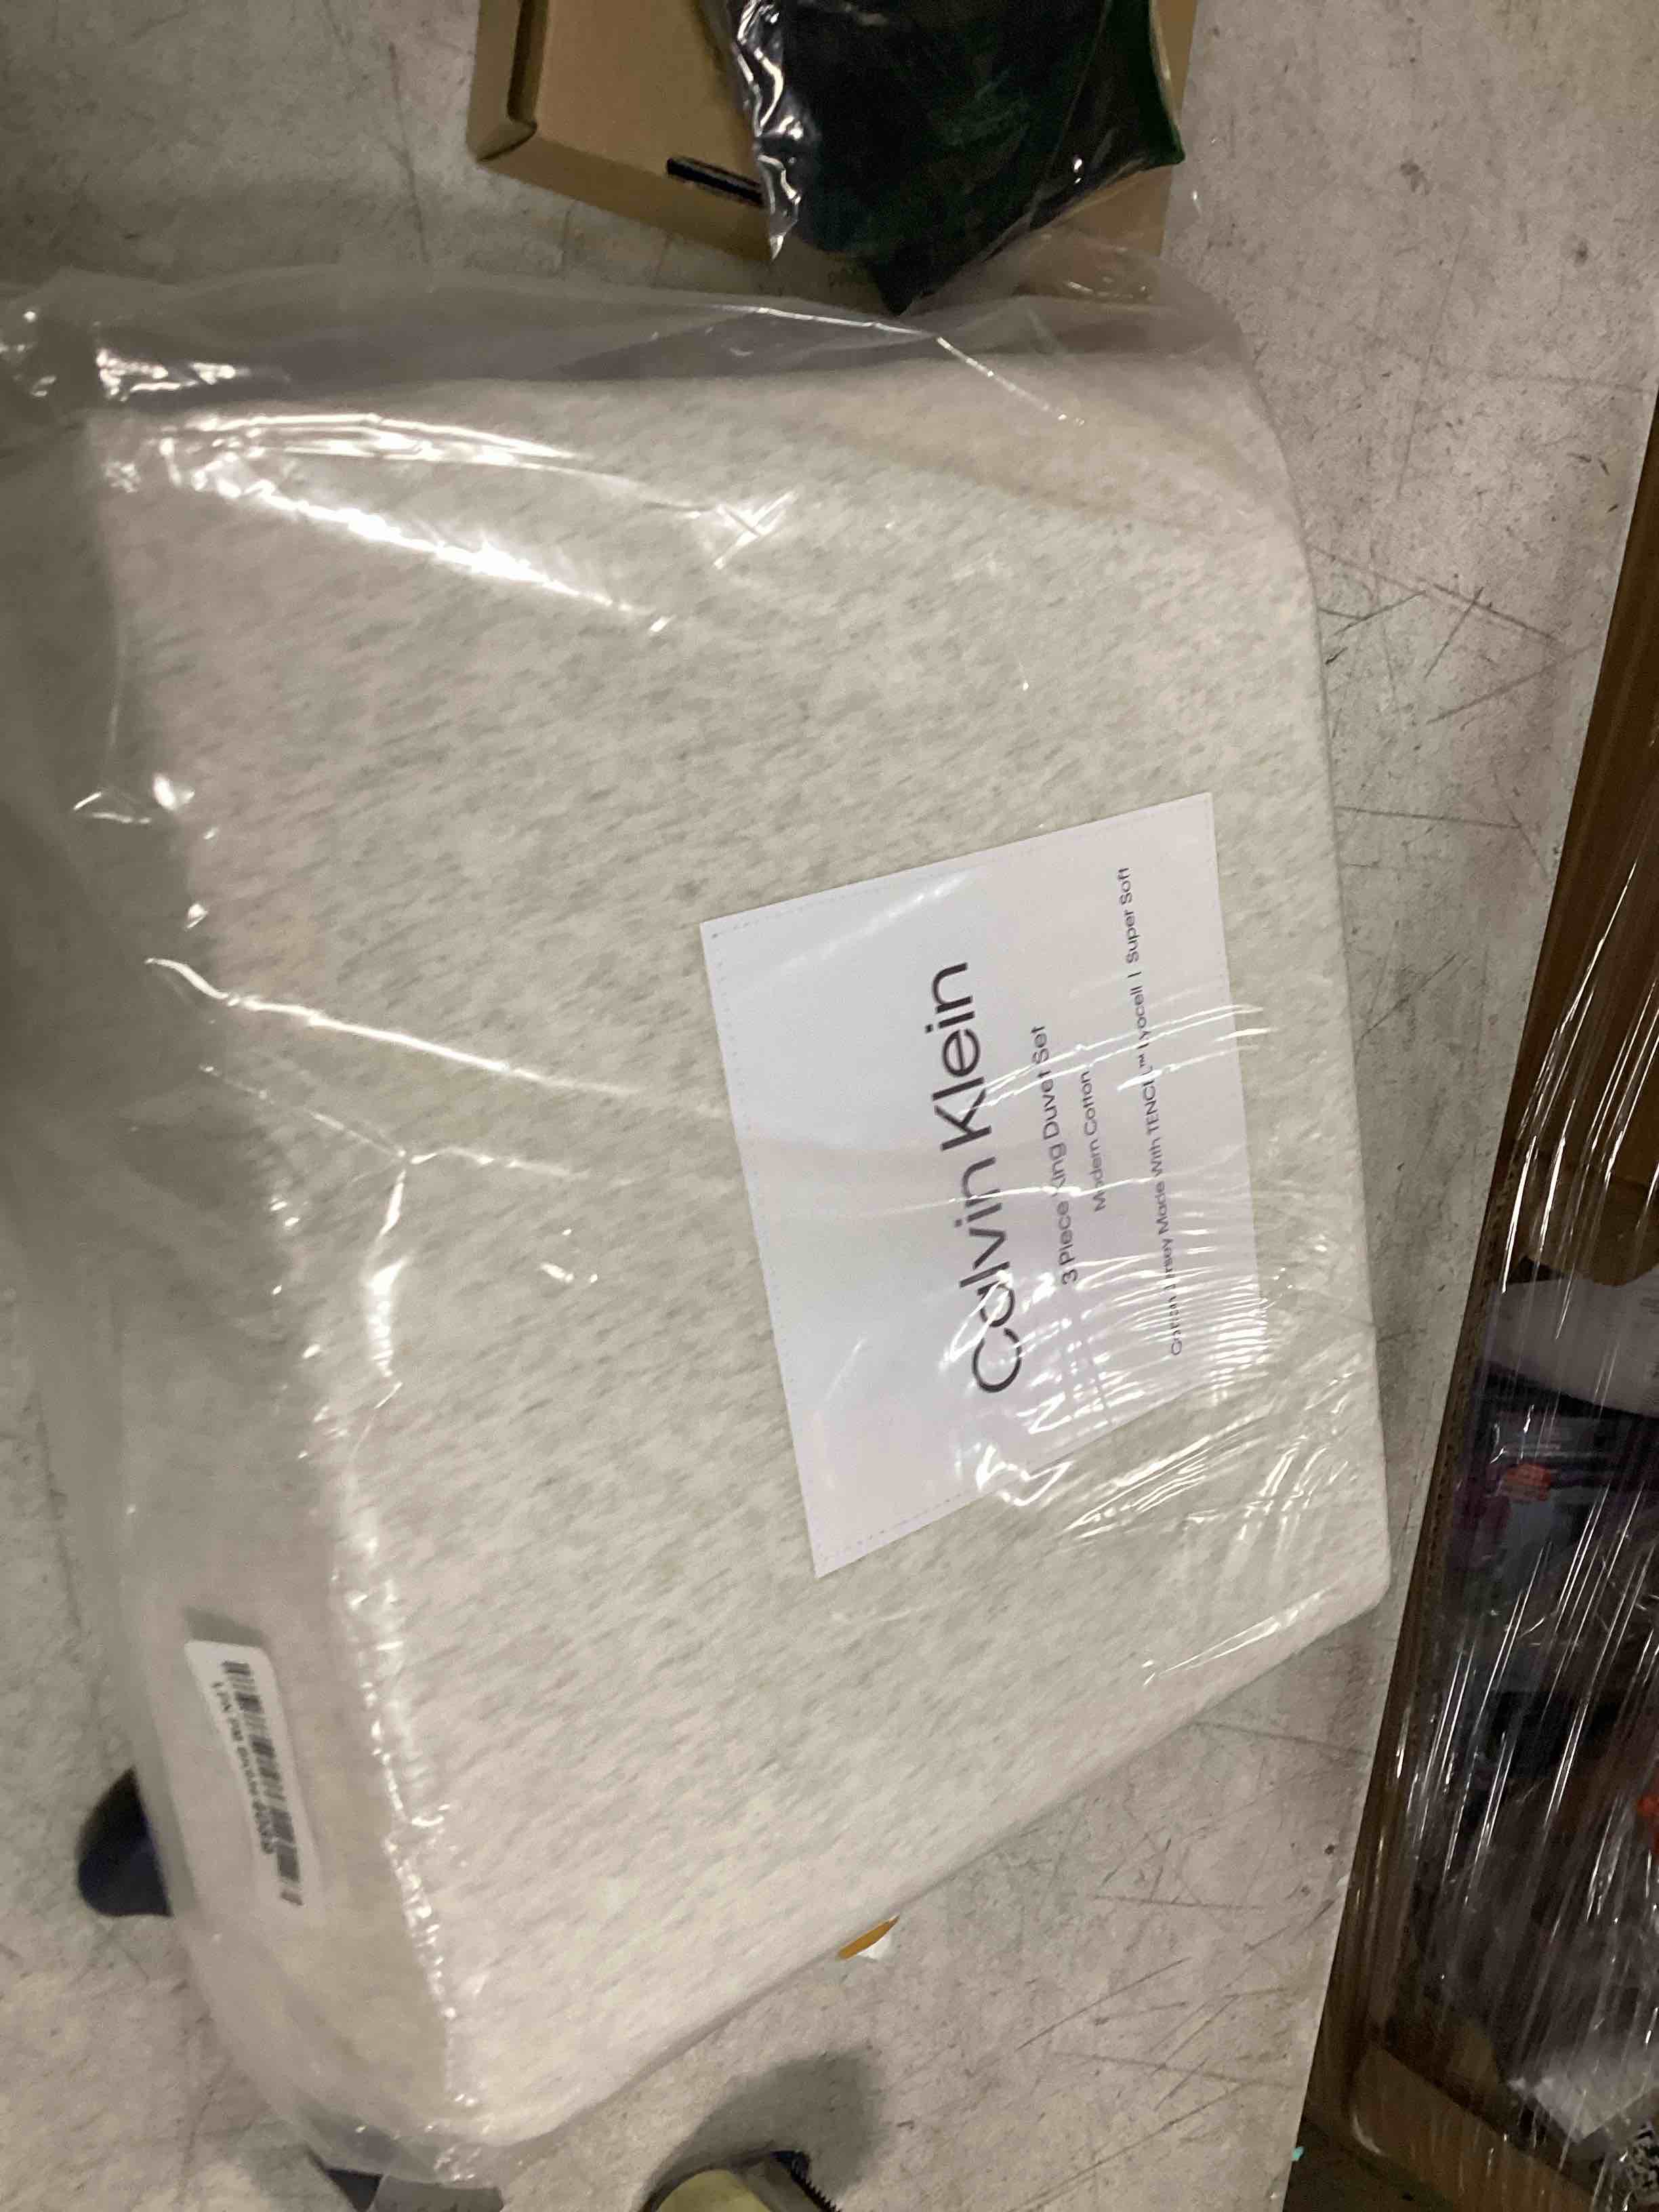 Calvin Klein
3 Piece King Duvet Set
Modern Cotton
Cotton Jersey Made With TENCEL™ Lyocell | Super Soft